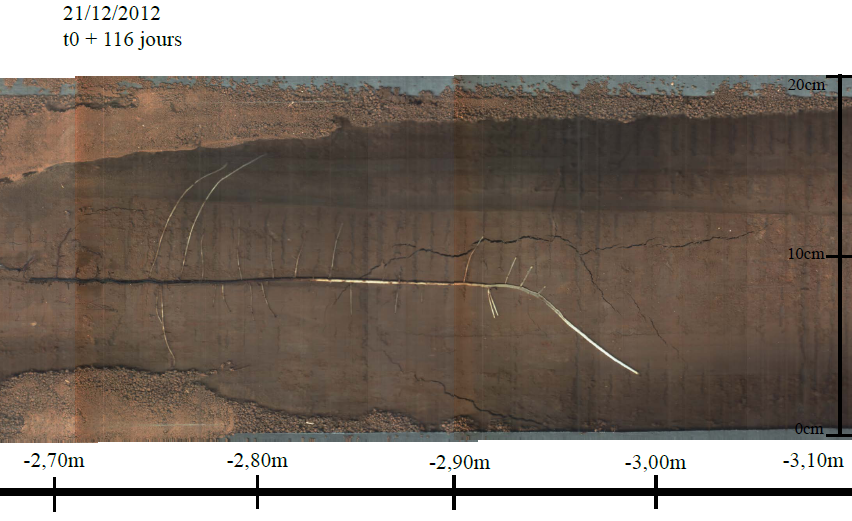 21/12/2012
t0 + 116 jours
20cm
10cm
0cm
-2,70m
-2,80m
-2,90m
-3,00m
-3,10m